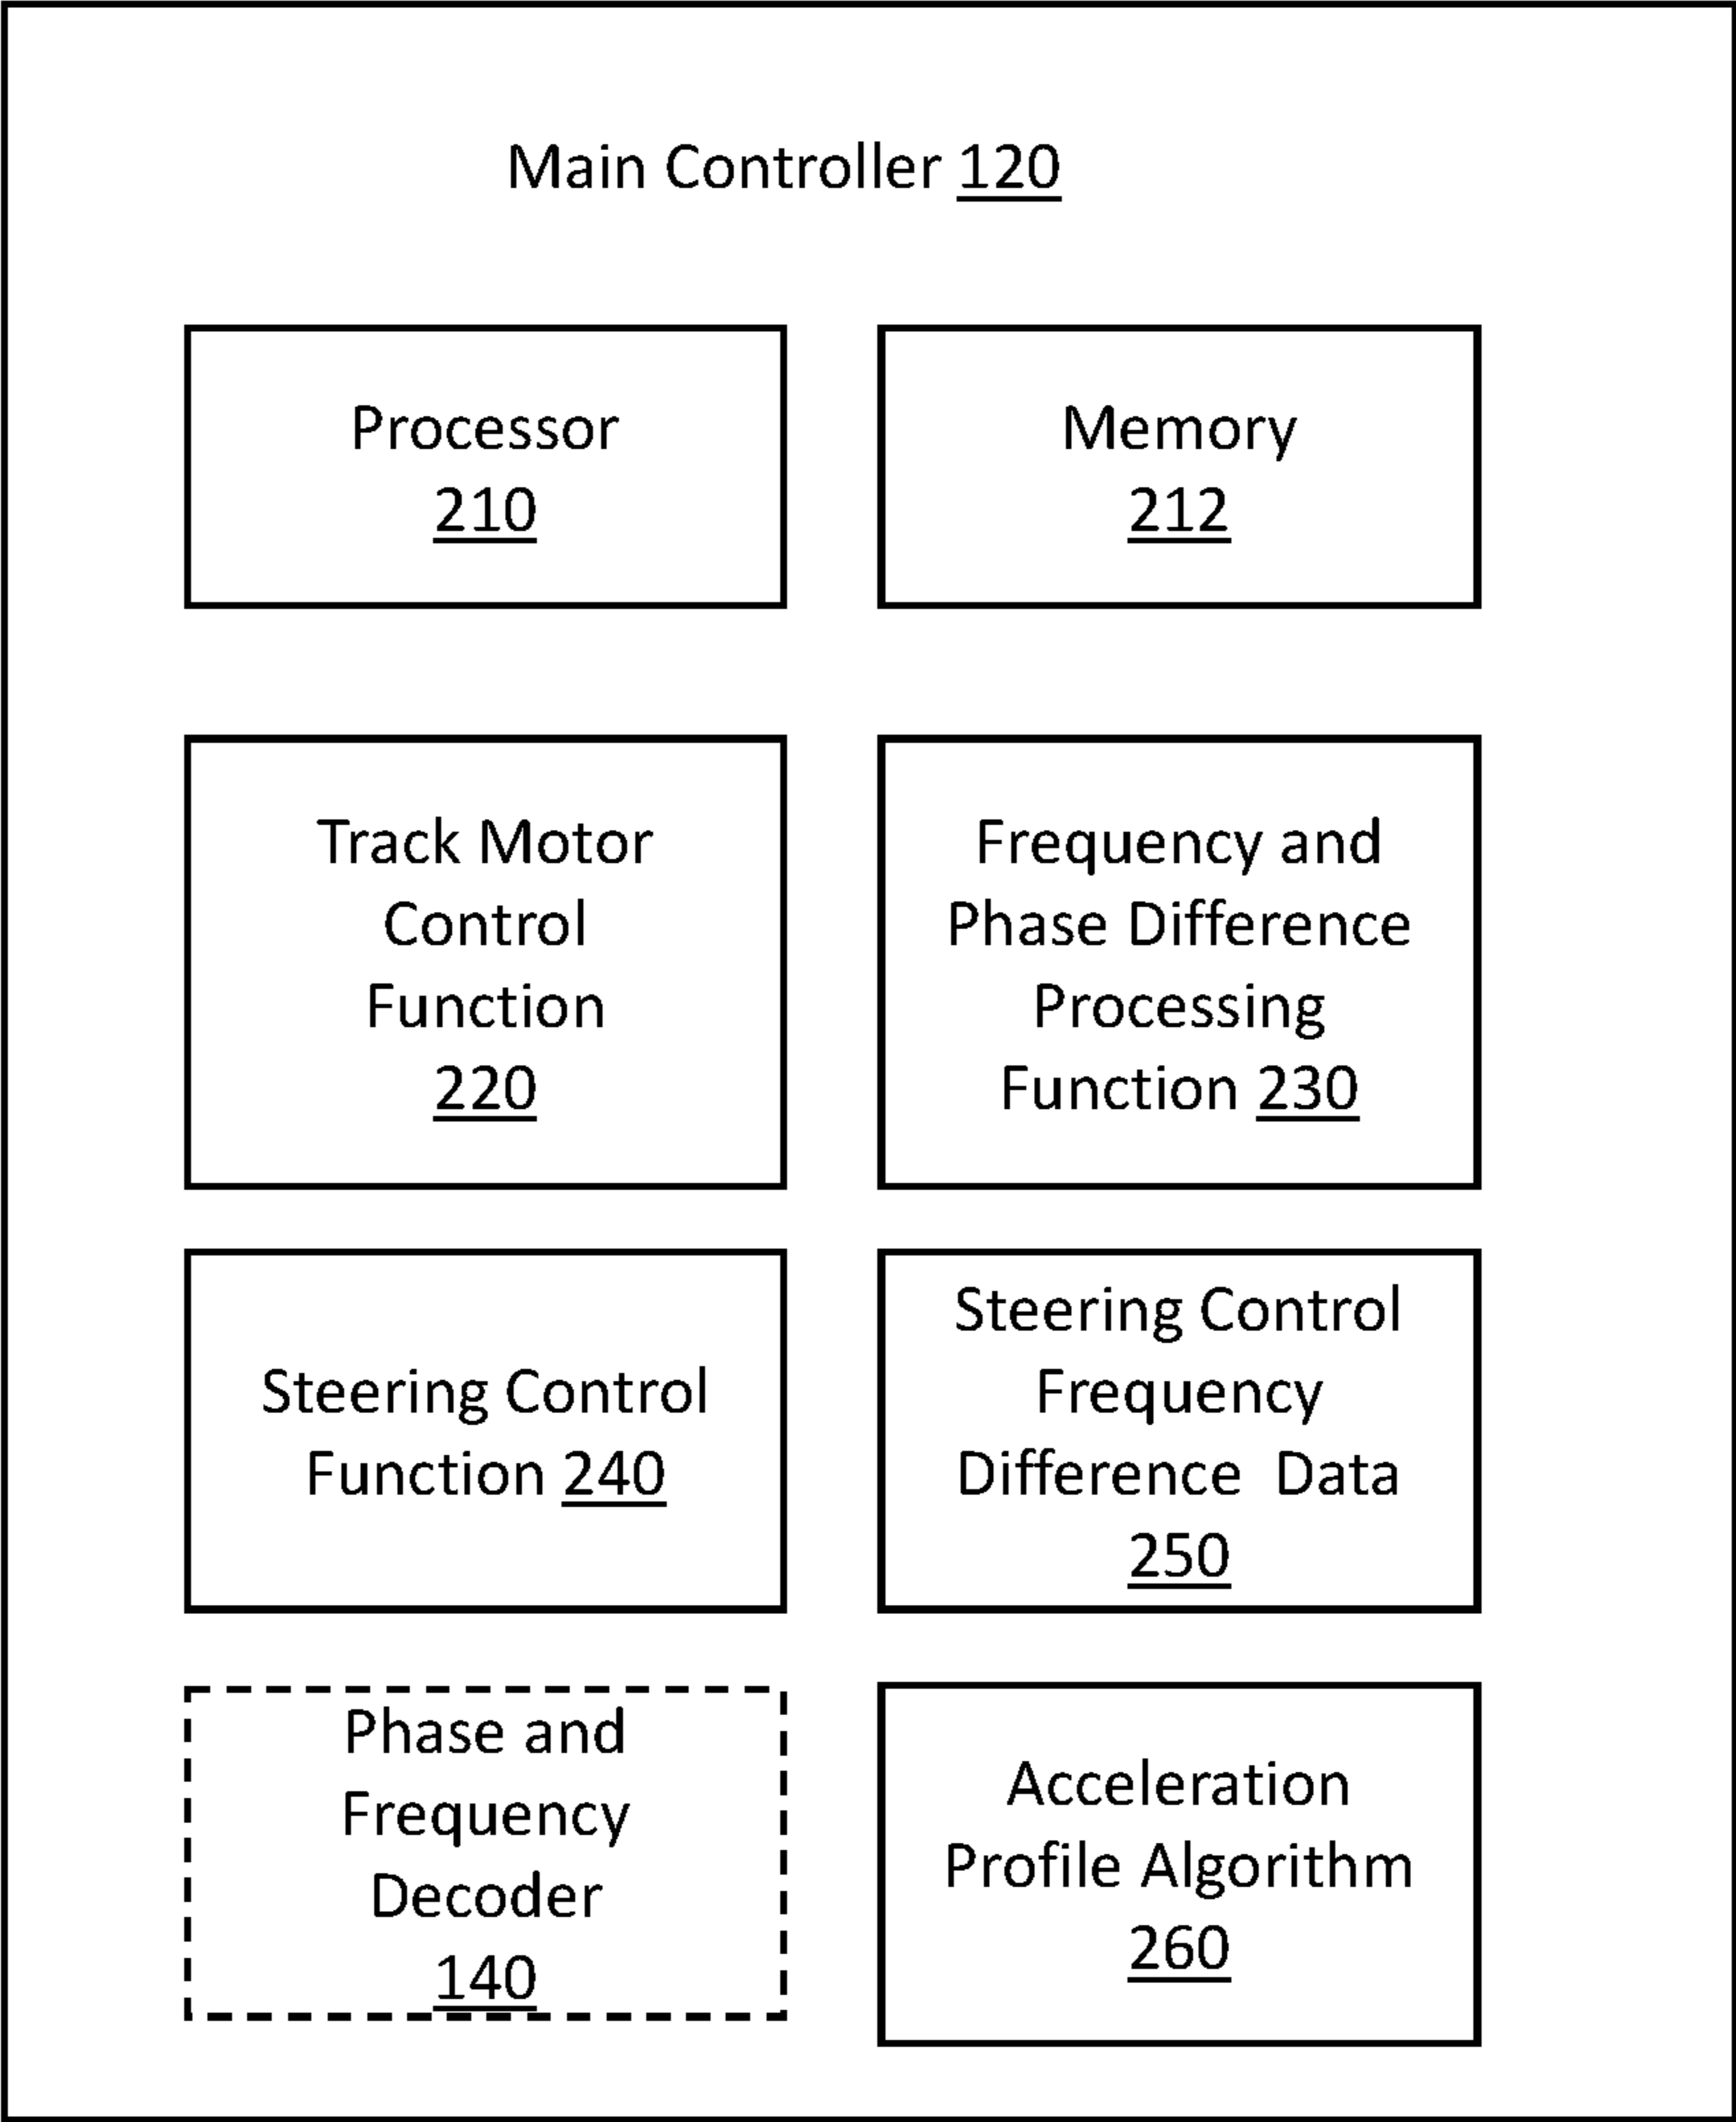 Main Controller 120
Processor
210
Memory
212
Track Motor
Control
Function
220
Frequency and
Phase Difference
Processing
Function 230
Steering Control
Function 240
Steering Control
Frequency
Difference Data
250
Phase and
Frequency
Decoder
140
Acceleration
Profile Algorithm
260